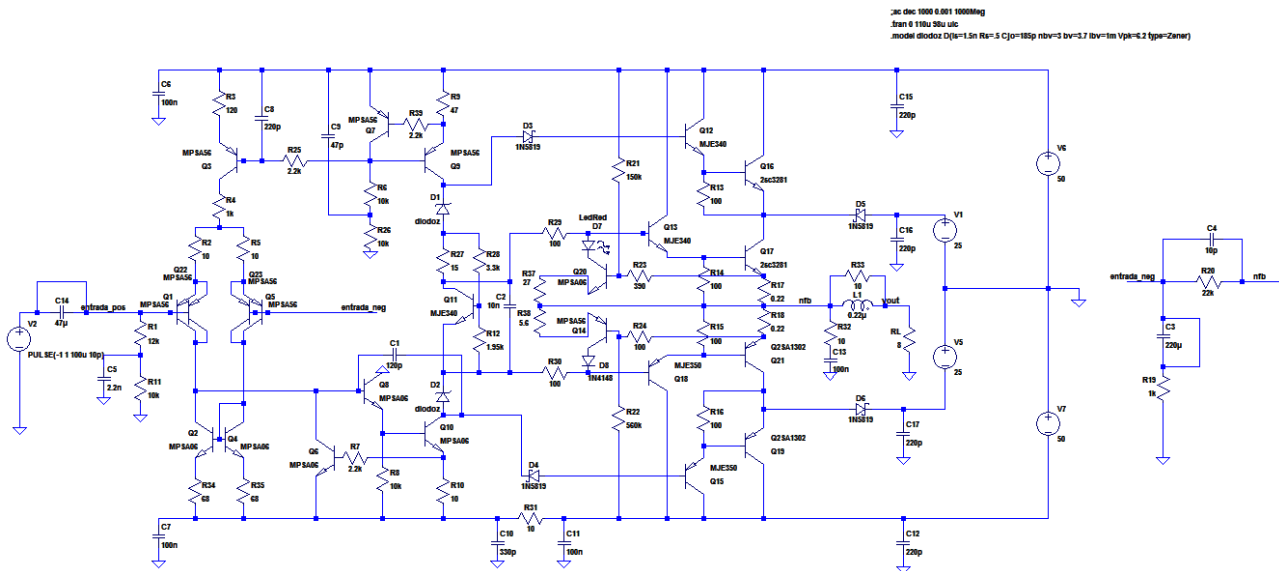 ;ac dec 1000 0.001 1000Meg
.tran 0 110u 98u uic
.model diodoz D(Is=1.5n Rs=.5 Cjo=185p nbv=3 bv=3.7 Ibv=1m Vpk=6.2 type=Zener)
C6
100n
R3
120
C8
220p
C9
47p
MPSA56
Q7
R39
2.2k
R9
47
MPSA56
Q3
R25
2.2k
MPSA56
Q9
D3
1N5819
Q12
MJE340
C15
220p
V6
50
R4
1k
R6
10k
R26
10k
D1
diodoz
R21
150k
R13
100
Q16
2sc3281
R2
10
R5
10
Q22
MPSA56
Q1
Q23
MPSA56
Q5
MPSA56
entrada_pos
entrada_neg
C14
47µ
V2
PULSE(-1 1 100u 10p)
R1
12k
C5
2.2n
R11
10k
R27
15
R28
3.3k
Q11
MJE340
C2
10n
R12
1.95k
R29
100
LedRed
D7
Q13
MJE340
Q20
MPSA06
R37
27
R38
5.6
MPSA56
Q14
R23
390
R24
100
D8
1N4148
R30
100
Q17
2sc3281
R14
100
R15
100
R17
0.22
R18
0.22
D5
1N5819
C16
220p
V1
25
nfb
R33
10
L1
0.22µ
vout
R32
10
C13
100n
RL
8
V5
25
C4
10p
entrada_neg
R20
22k
nfb
C3
220µ
R19
1k
C1
120p
Q8
MPSA06
D2
diodoz
Q10
MPSA06
Q2
MPSA06
Q4
MPSA06
Q6
MPSA06
R7
2.2k
R8
10k
R10
10
R34
68
R35
68
MJE350
Q18
Q2SA1302
Q21
R16
100
D6
1N5819
C17
220p
V7
50
R22
560k
D4
1N5819
MJE350
Q15
Q2SA1302
Q19
C7
100n
R31
10
C10
330p
C11
100n
C12
220p